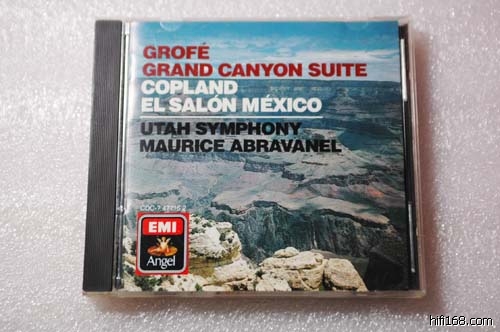 GROFÉ
GRAND CANYON SUITE
COPLAND
EL SALÓN MÉXICO
UTAH SYMPHONY
MAURICE ABRAVANEL
EMI
Angel
hifi168.com